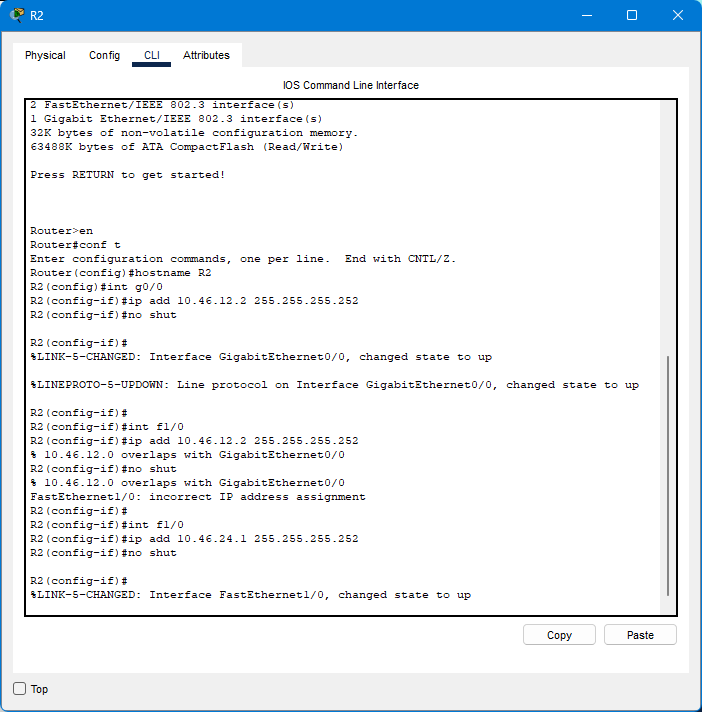 R2
Physical Config CLI Attributes
IOS Command Line Interface
2 FastEthernet/IEEE 802.3 interface(s)
1 Gigabit Ethernet/IEEE 802.3 interface(s)
32K bytes of non-volatile configuration memory.
63488K bytes of ATA CompactFlash (Read/Write)
Press RETURN to get started!
Router>en
Router#conf t
Enter configuration commands, one per line.  End with CNTL/Z.
Router(config)#hostname R2
R2(config)#int g0/0
R2(config-if)#ip add 10.46.12.2 255.255.255.252
R2(config-if)#no shut
R2(config-if)#
%LINK-5-CHANGED: Interface GigabitEthernet0/0, changed state to up
%LINEPROTO-5-UPDOWN: Line protocol on Interface GigabitEthernet0/0, changed state to up
R2(config-if)#
R2(config-if)#int f1/0
R2(config-if)#ip add 10.46.12.2 255.255.255.252
% 10.46.12.0 overlaps with GigabitEthernet0/0
R2(config-if)#no shut
% 10.46.12.0 overlaps with GigabitEthernet0/0
FastEthernet1/0: incorrect IP address assignment
R2(config-if)#
R2(config-if)#int f1/0
R2(config-if)#ip add 10.46.24.1 255.255.255.252
R2(config-if)#no shut
R2(config-if)#
%LINK-5-CHANGED: Interface FastEthernet1/0, changed state to up
Copy Paste
Top